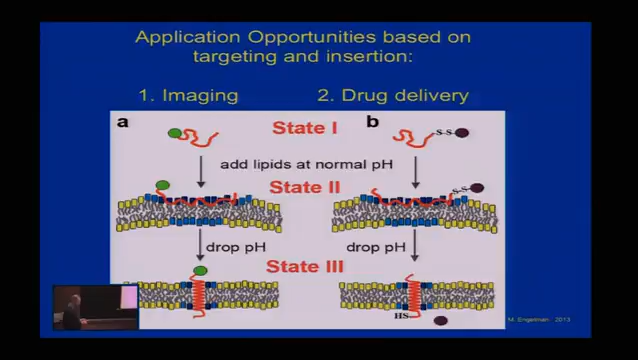 Application Opportunities based on
targeting and insertion:
1. Imaging 2. Drug delivery
a State I b
S-S
add lipids at normal pH
State II
S-S
drop pH drop pH
State III
HS
M. Engelman 2013